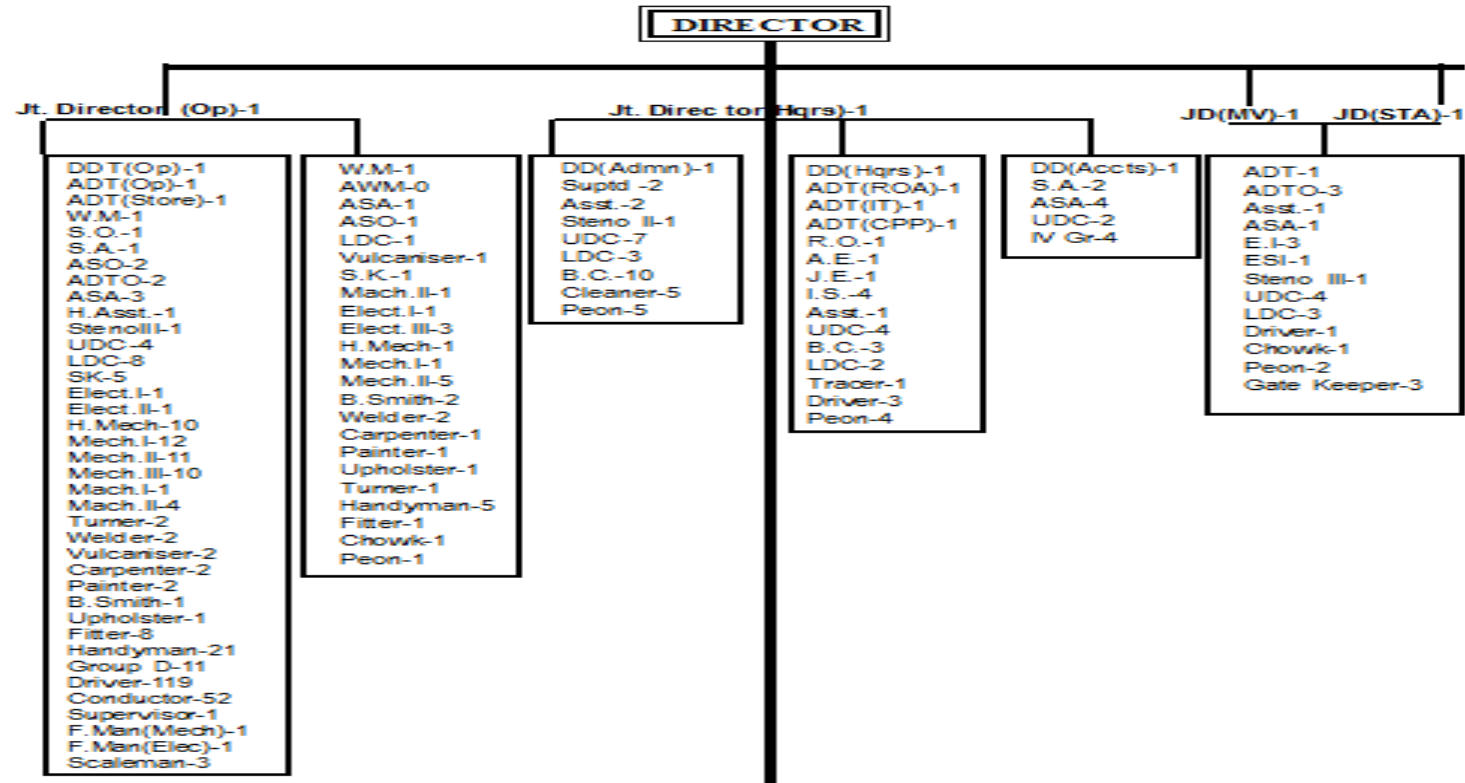 DIRECTOR
Jt. Director (Op)-1
Jt. Director (Hqrs)-1
JD(MV)-1
JD(STA)-1
DDT(Op)-1
ADT(Op)-1
ADT(Store)-1
W.M-1
S.O.-1
S.A.-1
ASO-2
ADTO-2
ASA-3
H.Asst.-1
StenoIII-1
UDC-4
LDC-8
SK-5
Elect.I-1
Elect.II-1
H.Mech-10
Mech.I-12
Mech.II-11
Mech.III-10
Mach.I-1
Mach.II-4
Turner-2
Welder-2
Vulcaniser-2
Carpenter-2
Painter-2
B.Smith-1
Upholster-1
Fitter-8
Handyman-21
Group D-11
Driver-119
Conductor-52
Supervisor-1
F.Man(Mech)-1
F.Man(Elec)-1
Scaleman-3
W.M-1
AWM-0
ASA-1
ASO-1
LDC-1
Vulcaniser-1
S.K.-1
Mach.II-1
Elect.I-1
Elect.III-3
H.Mech-1
Mech.I-1
Mech.II-5
B.Smith-2
Welder-2
Carpenter-1
Painter-1
Upholster-1
Turner-1
Handyman-5
Fitter-1
Chowk-1
Peon-1
DD(Admn)-1
Suptd -2
Asst.-2
Steno II-1
UDC-7
LDC-3
B.C.-10
Cleaner-5
Peon-5
DD(Hqrs)-1
ADT(ROA)-1
ADT(IT)-1
ADT(CPP)-1
R.O.-1
A.E.-1
J.E.-1
I.S.-4
Asst.-1
UDC-4
B.C.-3
LDC-2
Tracer-1
Driver-3
Peon-4
DD(Accts)-1
S.A.-2
ASA-4
UDC-2
IV Gr-4
ADT-1
ADTO-3
Asst.-1
ASA-1
E.I-3
ESI-1
Steno III-1
UDC-4
LDC-3
Driver-1
Chowk-1
Peon-2
Gate Keeper-3